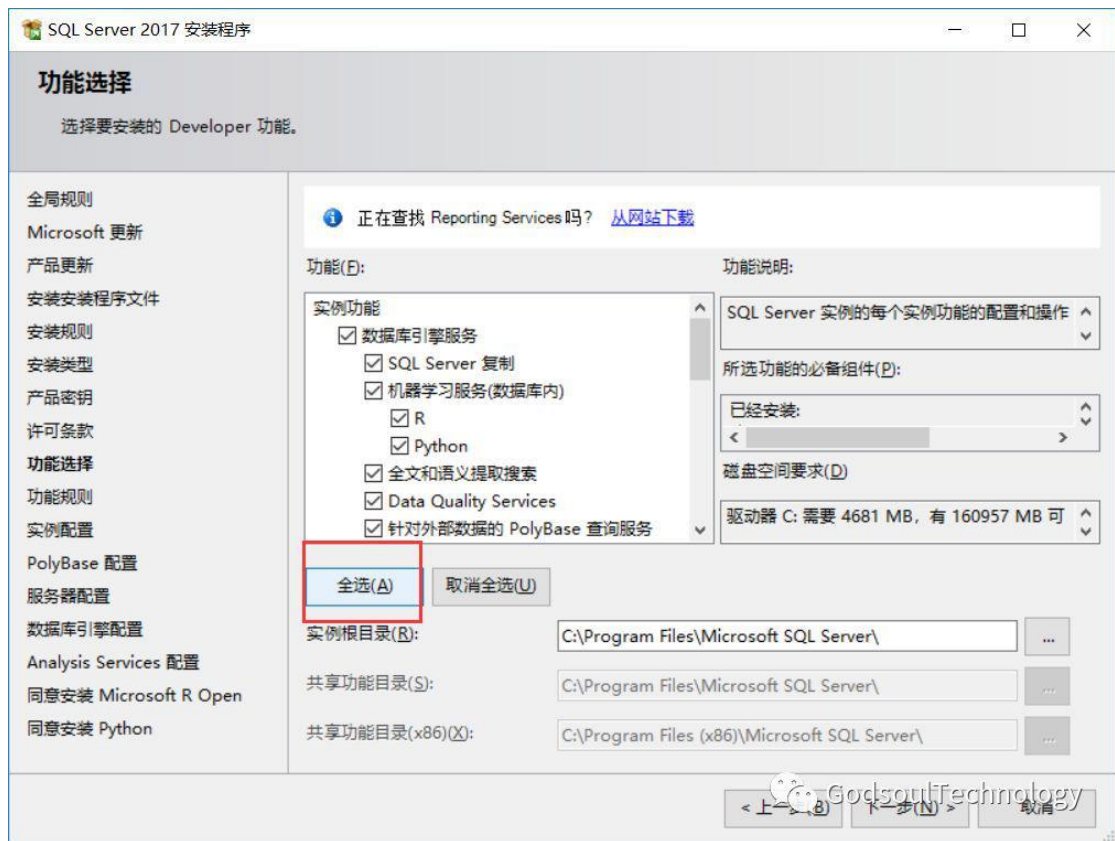 SQL Server 2017 安装程序
功能选择
选择要安装的 Developer 功能。
全局规则
Microsoft 更新
产品更新
安装安装程序文件
安装规则
安装类型
产品密钥
许可条款
功能选择
功能规则
实例配置
PolyBase 配置
服务器配置
数据库引擎配置
Analysis Services 配置
同意安装 Microsoft R Open
同意安装 Python
正在查找 Reporting Services吗? 从网站下载
功能(F):
实例功能
数据库引擎服务
SQL Server 复制
机器学习服务(数据库内)
R
Python
全文和语义提取搜索
Data Quality Services
针对外部数据的 PolyBase 查询服务
功能说明:
SQL Server 实例的每个实例功能的配置和操作
所选功能的必备组件(P):
已经安装:
磁盘空间要求(D)
驱动器 C: 需要 4681 MB，有 160957 MB 可
全选(A)
取消全选(U)
实例根目录(R):
C:\Program Files\Microsoft SQL Server\
...
共享功能目录(S):
C:\Program Files\Microsoft SQL Server\
...
共享功能目录(x86)(X):
C:\Program Files (x86)\Microsoft SQL Server\
...
< 上一步(B)
下一步(N) >
取消
GodsoulTechnology